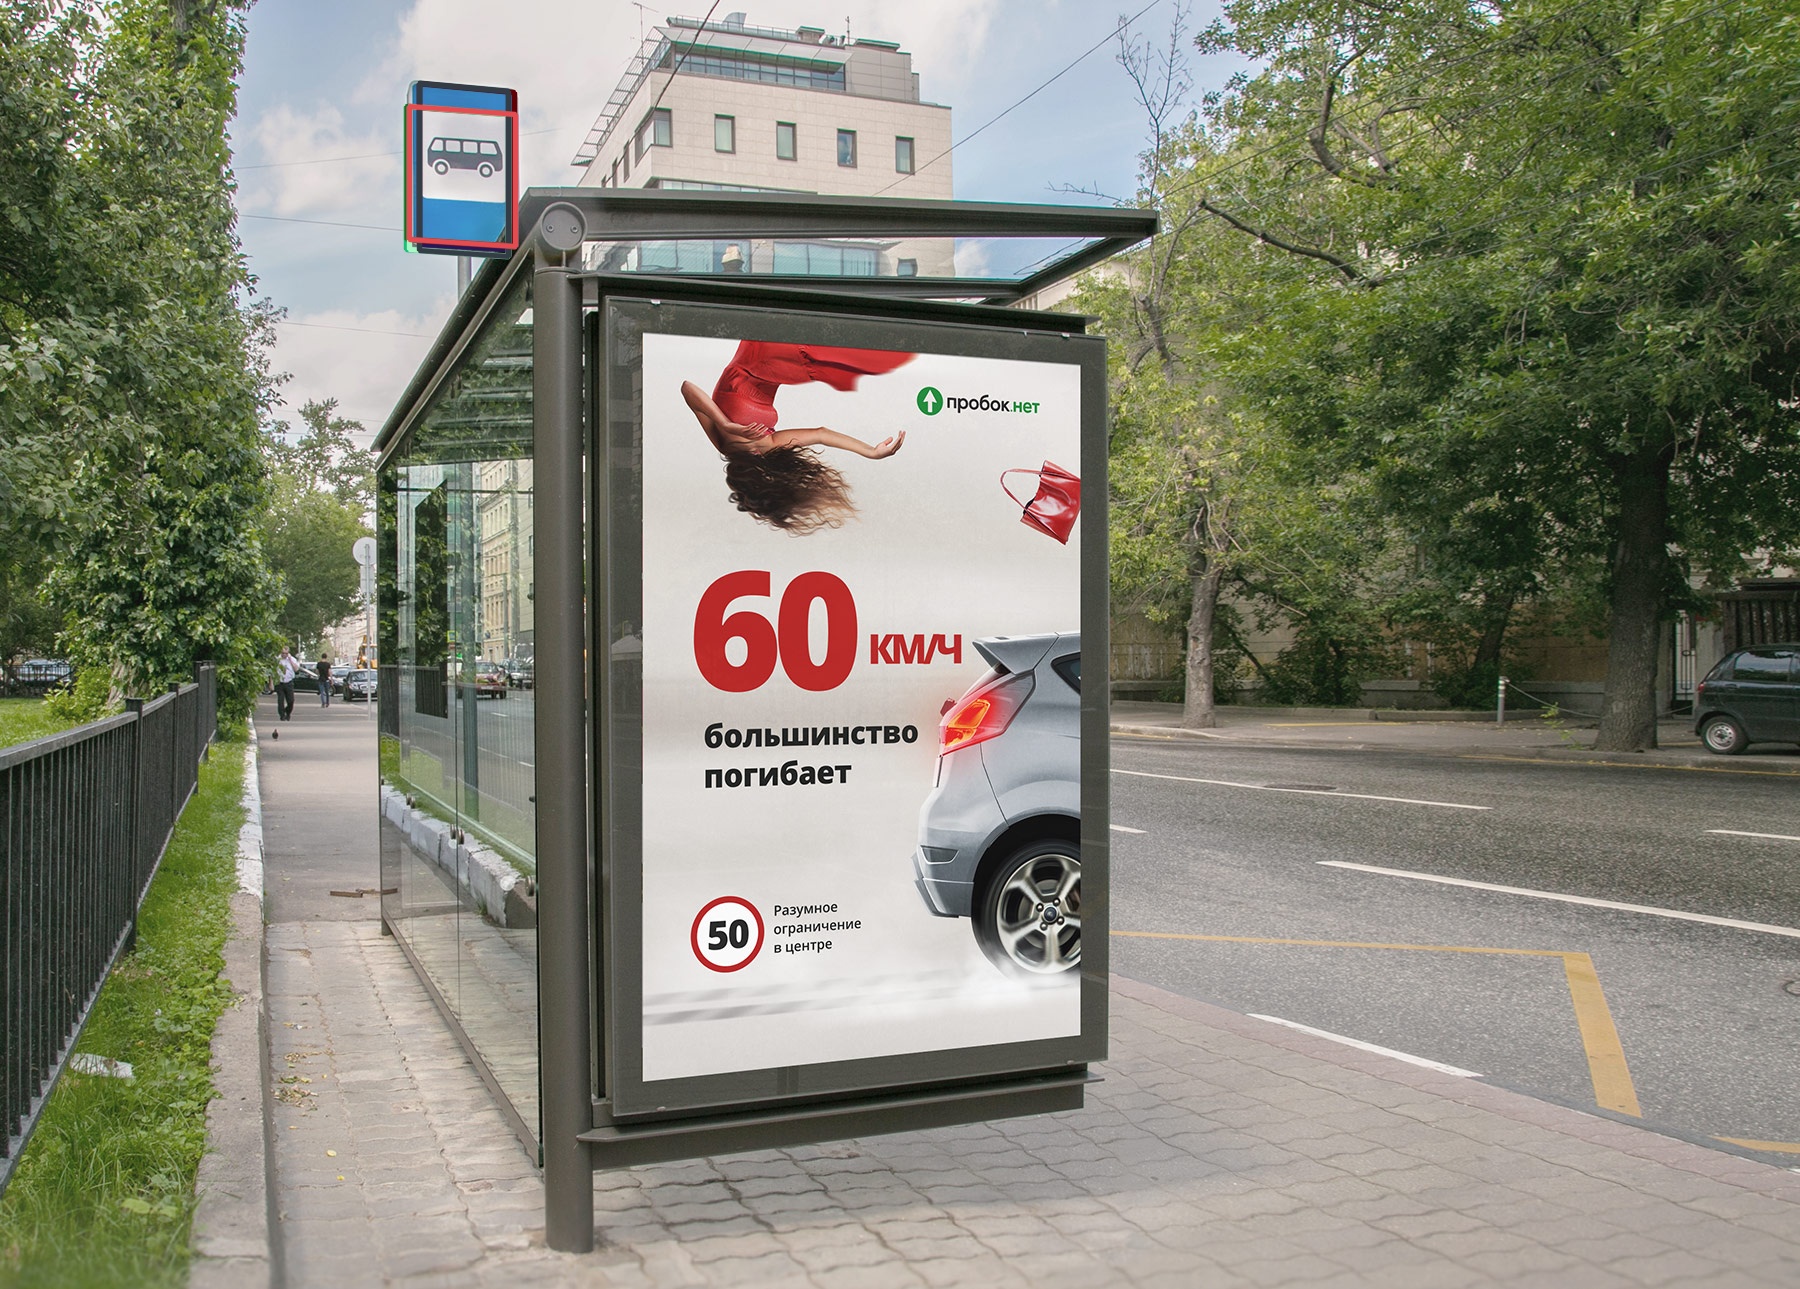 пробок.нет
60 км/ч
большинство
погибает
50
Разумное
ограничение
в центре